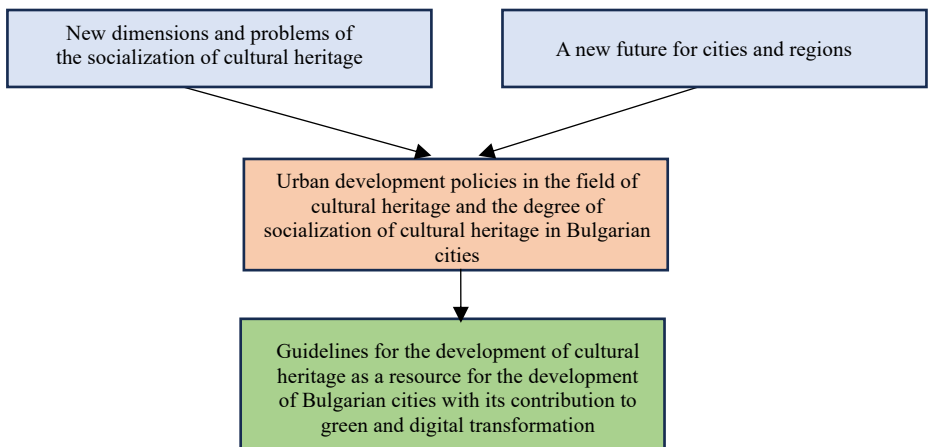 New dimensions and problems of
the socialization of cultural heritage
A new future for cities and regions
Urban development policies in the field of
cultural heritage and the degree of
socialization of cultural heritage in Bulgarian
cities
Guidelines for the development of cultural
heritage as a resource for the development
of Bulgarian cities with its contribution to
green and digital transformation